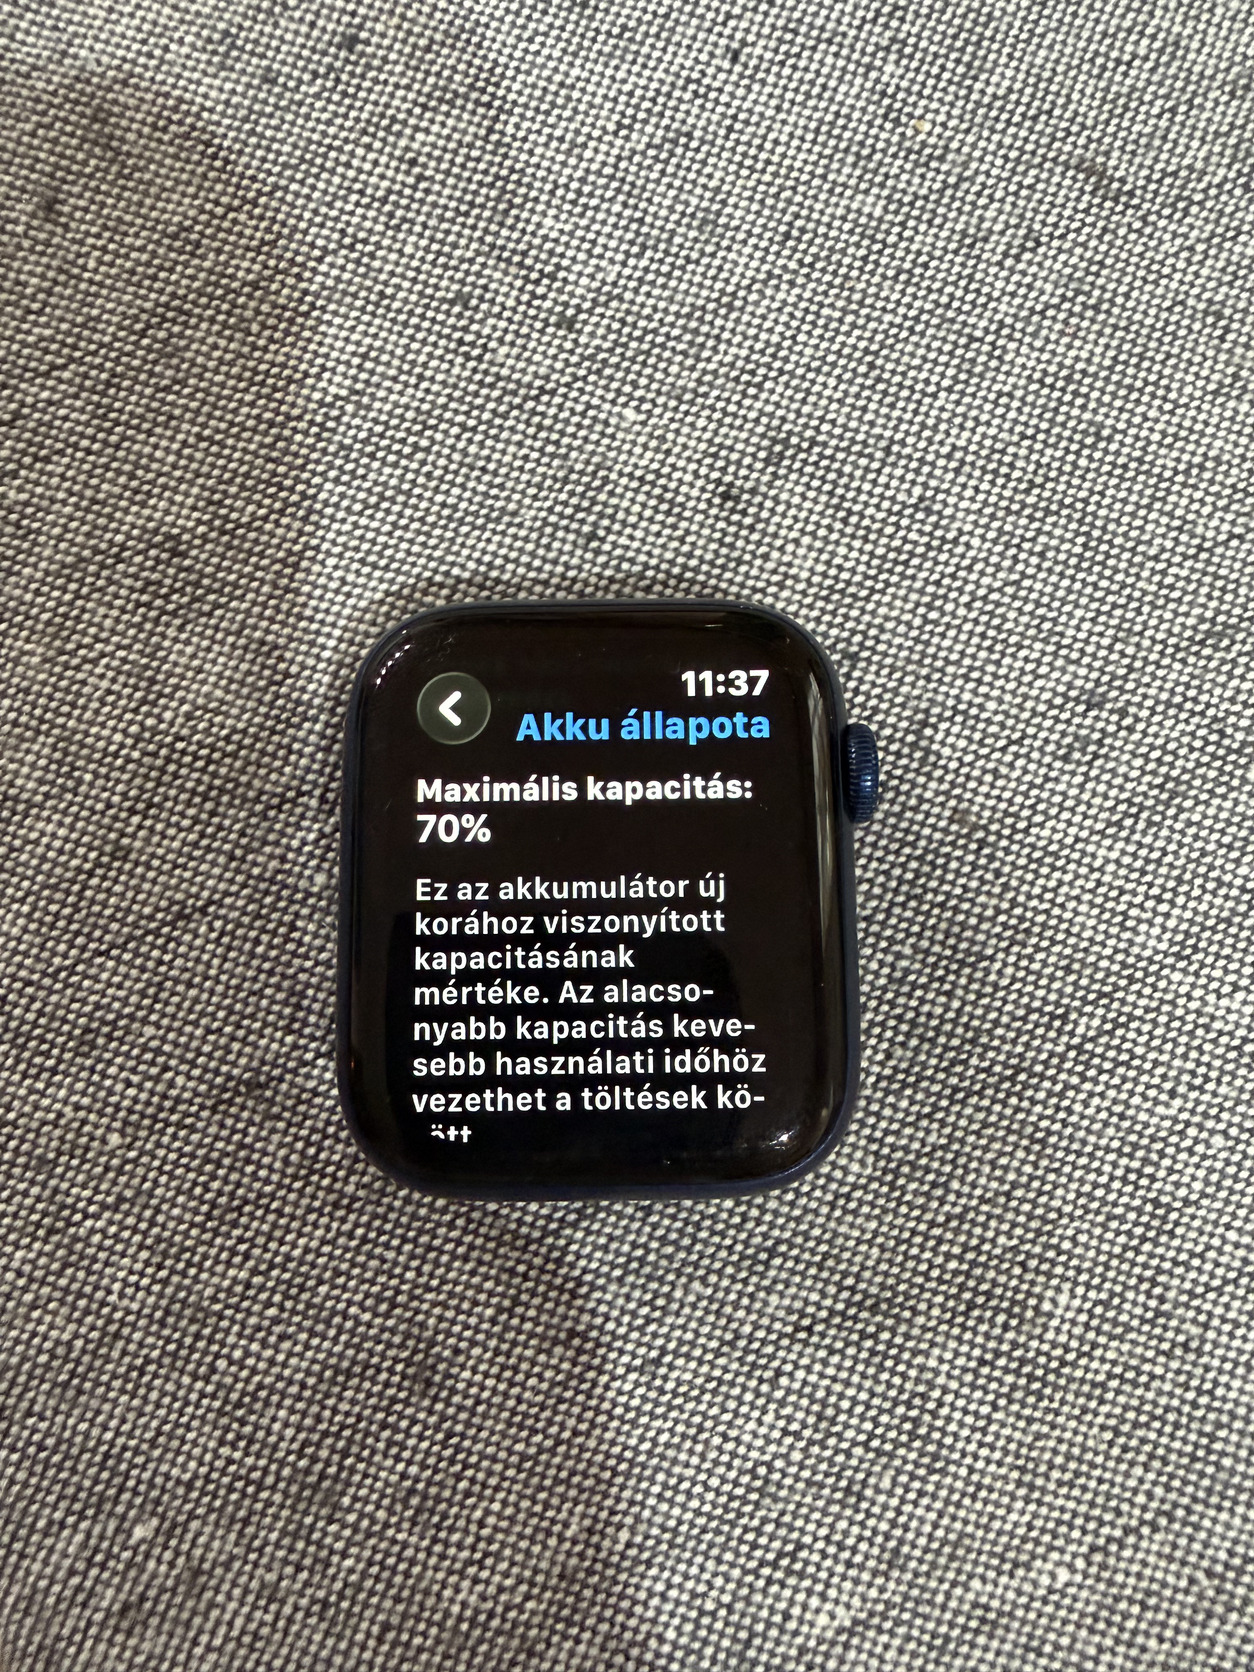 11:37
Akku állapota
Maximális kapacitás:
70%
Ez az akkumulátor új
korához viszonyított
kapacitásának
mértéke. Az alacso-
nyabb kapacitás keve-
sebb használati időhöz
vezethet a töltések kö-